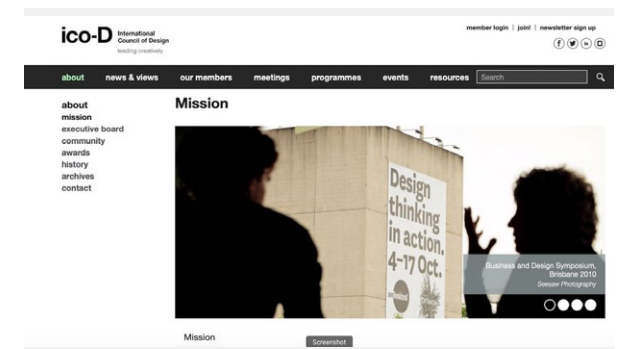 member login | join! | newsletter sign up
ico-D International
Council of Design
leading creatively
about news & views our members meetings programmes events resources Search
about
mission
executive board
community
awards
history
archives
contact
Mission
Design
thinking
in action.
4-17 Oct.
Business and Design Symposium,
Brisbane 2010
Seesaw Photography
Mission
Screenshot